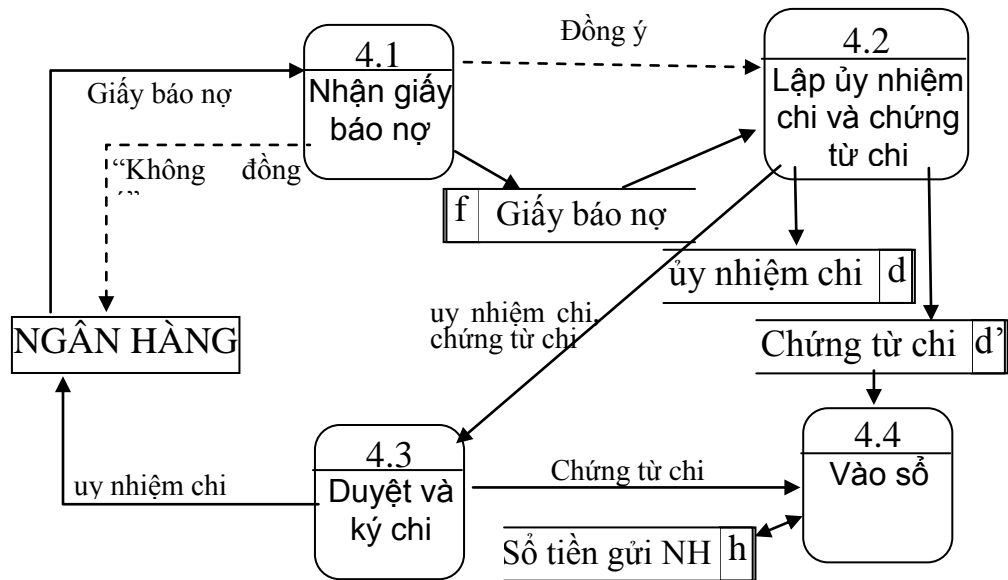 4.1
Nhận giấy
báo nợ
Đồng ý
4.2
Lập ủy nhiệm
chi và chứng
từ chi
Giấy báo nợ
“Không đồng
f Giấy báo nợ
ủy nhiệm chi d
uy nhiệm chi,
chứng từ chi
NGÂN HÀNG
Chứng từ chi d’
4.3
Duyệt và
ký chi
Chứng từ chi
4.4
Vào sổ
uy nhiệm chi
Sổ tiền gửi NH h